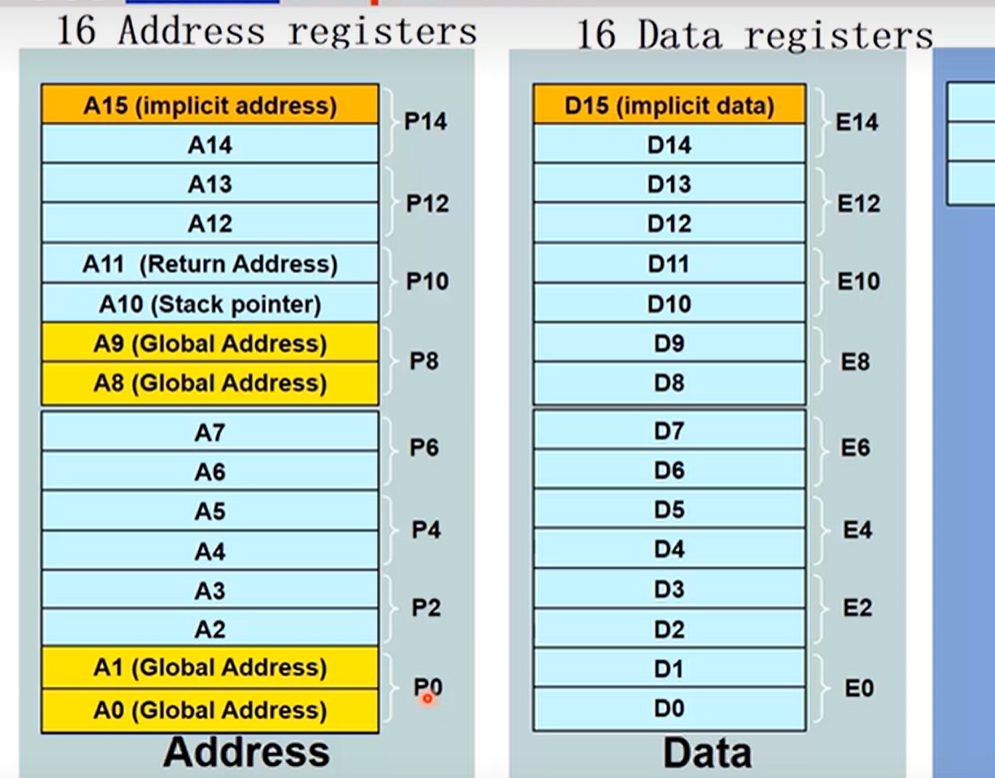 16 Address registers
A15 (implicit address)
A14
P14
A13
A12
P12
A11 (Return Address)
A10 (Stack pointer)
P10
A9 (Global Address)
A8 (Global Address)
P8
A7
A6
P6
A5
A4
P4
A3
A2
P2
A1 (Global Address)
A0 (Global Address)
P0
Address
16 Data registers
D15 (implicit data)
D14
E14
D13
D12
E12
D11
D10
E10
D9
D8
E8
D7
D6
E6
D5
D4
E4
D3
D2
E2
D1
D0
E0
Data